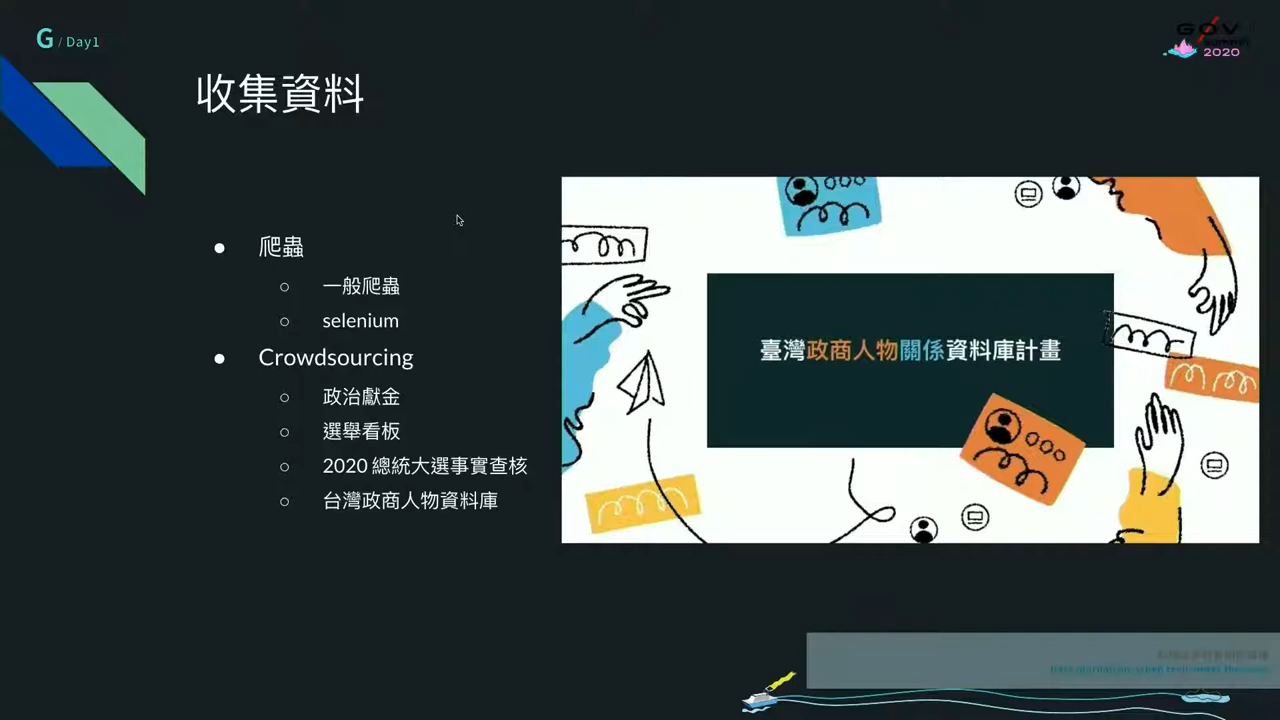 G / Day1
GOV
2020
收集資料
爬蟲
一般爬蟲
selenium
Crowdsourcing
政治獻金
選舉看板
2020 總統大選事實查核
台灣政商人物資料庫
臺灣政商人物關係資料庫計畫